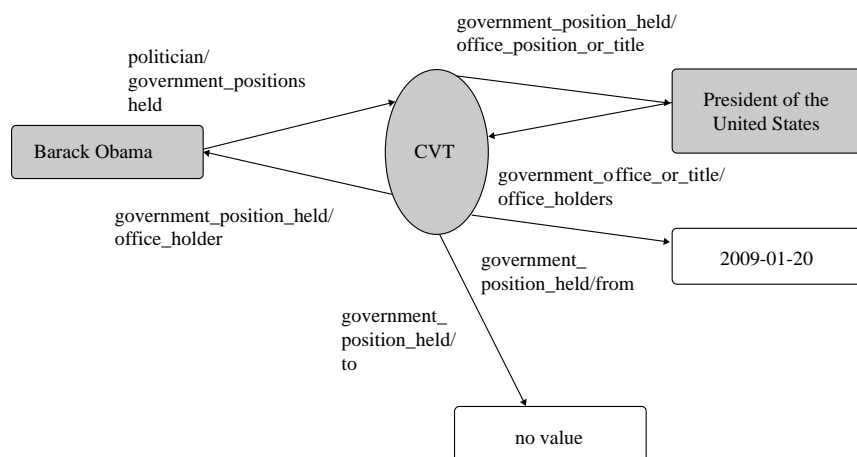 government_position_held/
office_position_or_title
politician/
government_positions
held
President of the
United States
Barack Obama
CVT
government_office_or_title/
office_holders
government_position_held/
office_holder
2009-01-20
government_
position_held/from
government_
position_held/
to
no value